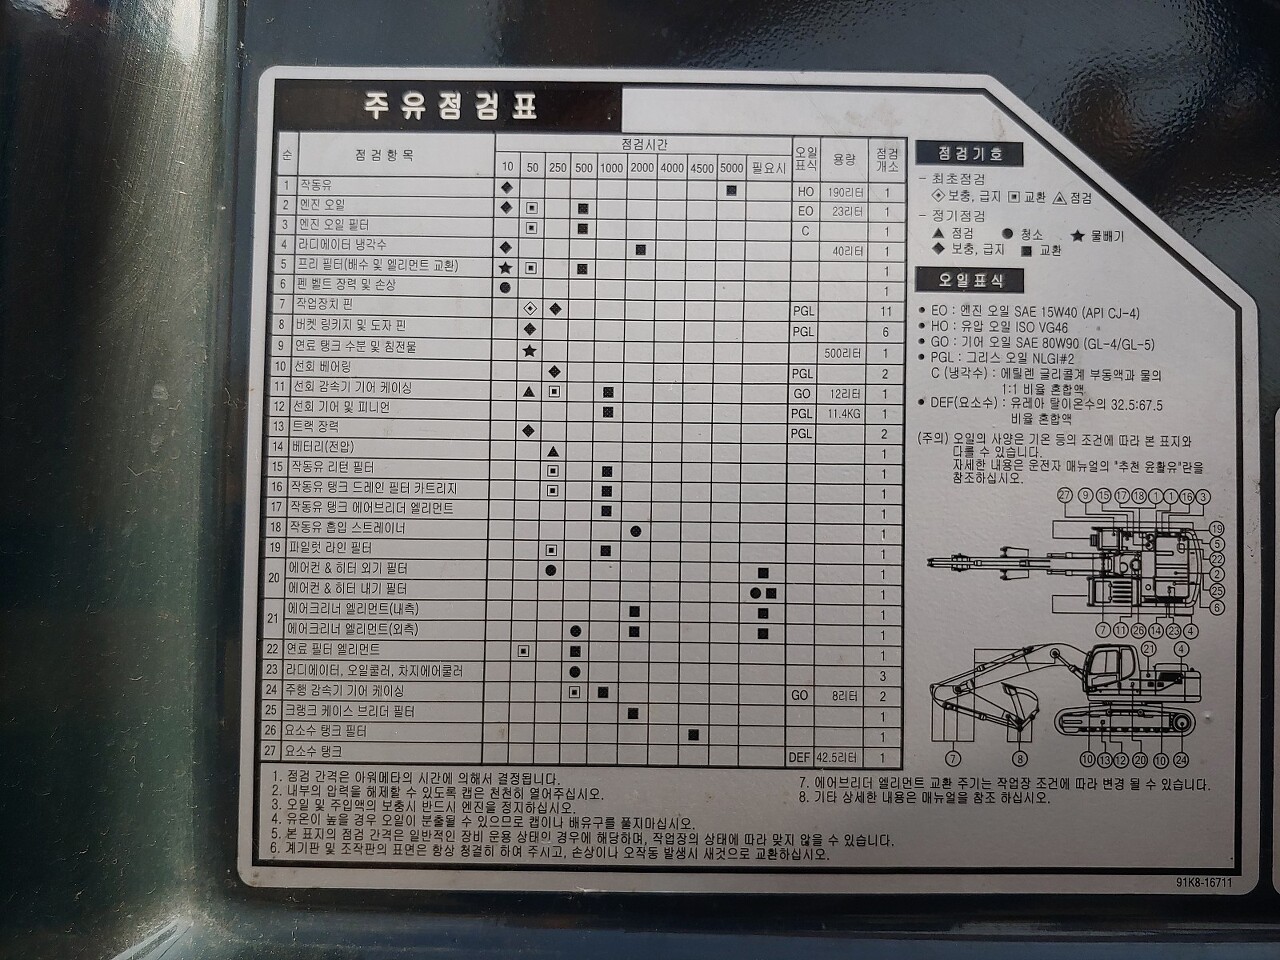 주유점검표
순 점검항목 점검시간 오일표식 용량 점검개소
10 50 250 500 1000 2000 4000 4500 5000 필요시
1 작동유 ◆ ■ HO 190리터 1
2 엔진 오일 ◆ ▣ ■ EO 23리터 1
3 엔진 오일 필터 ▣ ■ C 1
4 라디에이터 냉각수 ◆ ■ 40리터 1
5 프리 필터(배수 및 엘리먼트 교환) ★ ▣ ■ 1
6 펜 벨트 장력 및 손상 ● 1
7 작업장치 핀 ◈ ◆ PGL 11
8 버켓 링키지 및 도자 핀 ◆ PGL 6
9 연료 탱크 수분 및 침전물 ★ 500리터 1
10 선회 베어링 ◆ PGL 2
11 선회 감속기 기어 케이싱 ▲ ▣ ■ GO 12리터 1
12 선회 기어 및 피니언 ■ PGL 11.4KG 1
13 트랙 장력 ◆ PGL 2
14 배터리(전압) ▲ 1
15 작동유 리턴 필터 ▣ ■ 1
16 작동유 탱크 드레인 필터 카트리지 ▣ ■ 1
17 작동유 탱크 에어브리더 엘리먼트 ■ 1
18 작동유 흡입 스트레이너 ● 1
19 파일럿 라인 필터 ▣ ■ 1
20 에어컨 & 히터 외기 필터 ● ■ 1
에어컨 & 히터 내기 필터 ●■ 1
21 에어크리너 엘리먼트(내측) ■ ■ 1
에어크리너 엘리먼트(외측) ● ■ ■ 1
22 연료 필터 엘리먼트 ▣ ■ 1
23 라디에이터, 오일쿨러, 차지에어쿨러 ● 3
24 주행 감속기 기어 케이싱 ▣ ■ GO 8리터 2
25 크랭크 케이스 브리더 필터 ■ 1
26 요소수 탱크 필터 ■ 1
27 요소수 탱크 DEF 42.5리터 1
1. 점검 간격은 아워메타의 시간에 의해서 결정됩니다.
2. 내부의 압력을 해제할 수 있도록 캡은 천천히 열어주십시오.
3. 오일 및 주입액의 보충시 반드시 엔진을 정지하십시오.
4. 유온이 높을 경우 오일이 분출될 수 있으므로 캡이나 배유구를 풀지마십시오.
5. 본 표지의 점검 간격은 일반적인 장비 운용 상태의 경우에 해당하며, 작업장의 상태에 따라 맞지 않을 수 있습니다.
6. 계기판 및 조작판의 표면은 항상 청결히 하여 주시고, 손상이나 오작동 발생시 새것으로 교환하십시오.
7. 에어브리더 엘리먼트 교환 주기는 작업장 조건에 따라 변경 될 수 있습니다.
8. 기타 상세한 내용은 매뉴얼을 참조 하십시오.
점검기호
- 최초점검
◈ 보충, 급지 ▣ 교환 △ 점검
- 정기점검
▲ 점검 ● 청소 ★ 물빼기
◆ 보충, 급지 ■ 교환
오일표식
• EO : 엔진 오일 SAE 15W40 (API CJ-4)
• HO : 유압 오일 ISO VG46
• GO : 기어 오일 SAE 80W90 (GL-4/GL-5)
• PGL : 그리스 오일 NLGI#2
C (냉각수) : 에틸렌 글리콜계 부동액과 물의
1:1 비율 혼합액
• DEF(요소수) : 유레아 탈이온수의 32.5:67.5
비율 혼합액
(주의) 오일의 사양은 기온 등의 조건에 따라 본 표지와
다를 수 있습니다.
자세한 내용은 운전자 매뉴얼의 "추천 윤활유"란을
참조하십시오.
27 9 15 17 18 1 1 16 3
19
5
22
2
25
6
7 11 26 14 23 4
21 4
7 8 10 13 12 20 10 24
91K8-16711